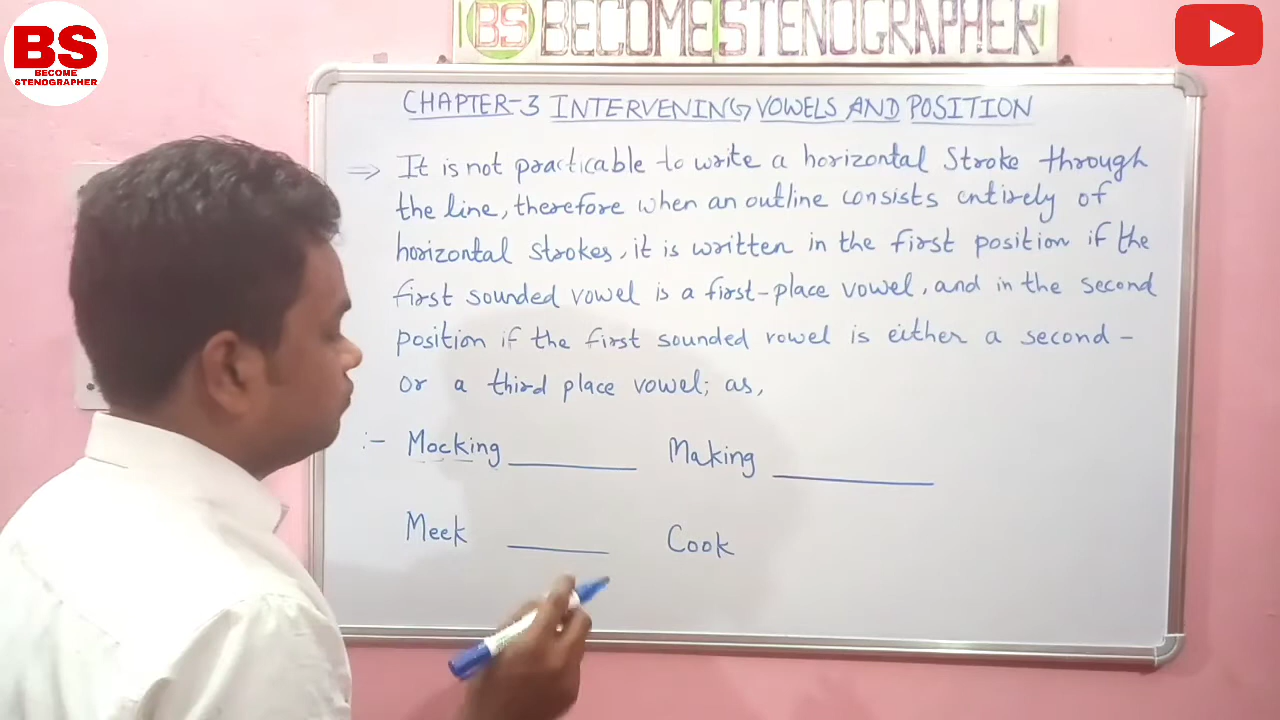 BS
BECOME
STENOGRAPHER
BS BECOME STENOGRAPHER
CHAPTER-3 INTERVENING VOWELS AND POSITION
⇒ It is not practicable to write a horizontal Stroke through
the line, therefore when an outline consists entirely of
horizontal strokes, it is written in the first position if the
first sounded vowel is a first-place vowel, and in the second
position if the first sounded vowel is either a second-
or a third place vowel; as,
:- Mocking ________ Making ________
Meek ________ Cook